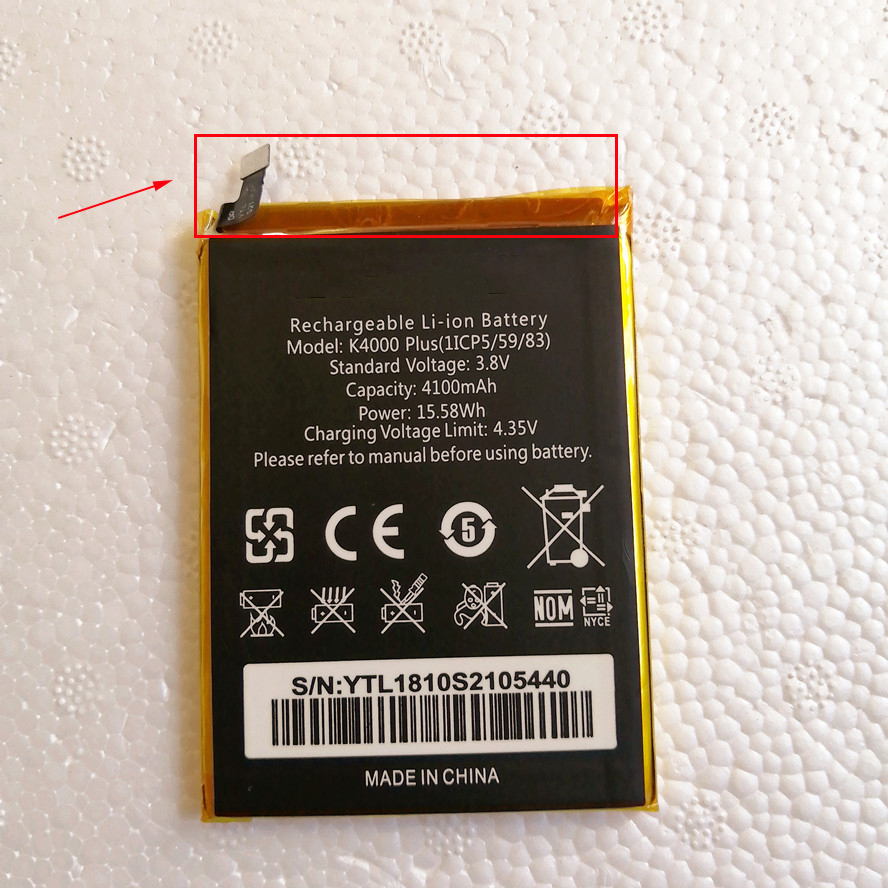 Rechargeable Li-ion Battery
Model: K4000 Plus(1ICP5/59/83)
Standard Voltage: 3.8V
Capacity: 4100mAh
Power: 15.58Wh
Charging Voltage Limit: 4.35V
Please refer to manual before using battery.
CE
5
NOM
NYCE
S/N:YTL1810S2105440
MADE IN CHINA